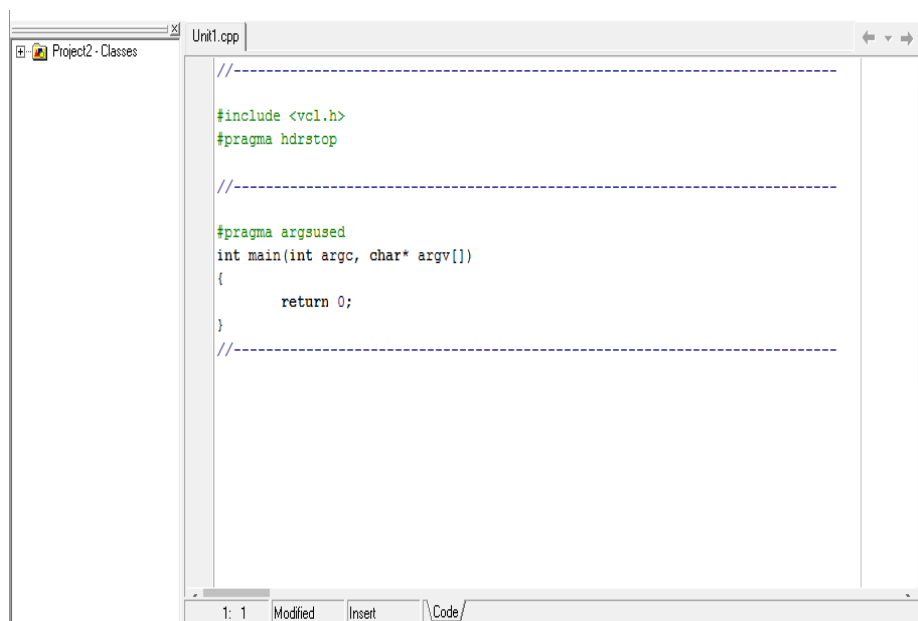 Unit1.cpp
Project2 - Classes
//---------------------------------------------------------------------------
#include <vcl.h>
#pragma hdrstop
//---------------------------------------------------------------------------
#pragma argsused
int main(int argc, char* argv[])
{
        return 0;
}
//---------------------------------------------------------------------------
1: 1 Modified Insert \Code/